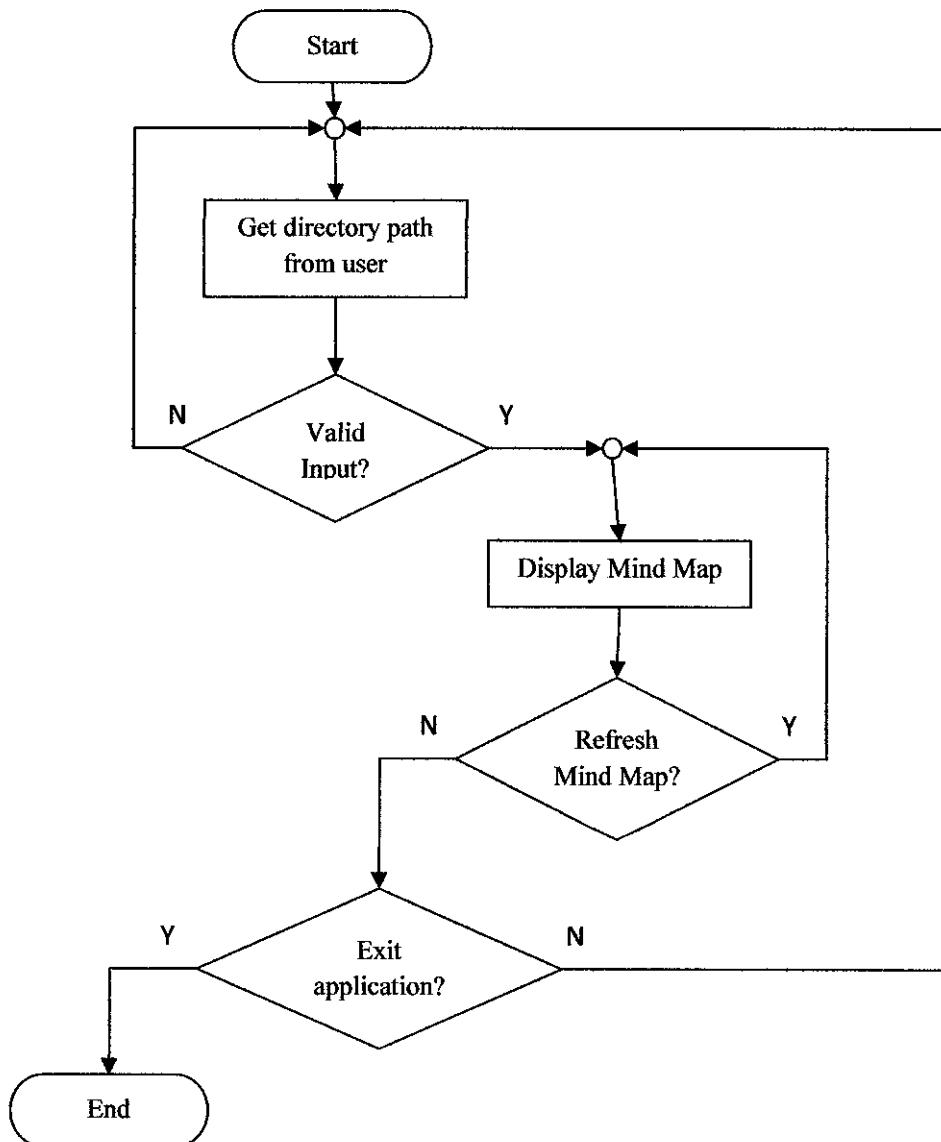 Start
Get directory path
from user
N
Y
Valid
Input?
Display Mind Map
N
Y
Refresh
Mind Map?
Y
N
Exit
application?
End